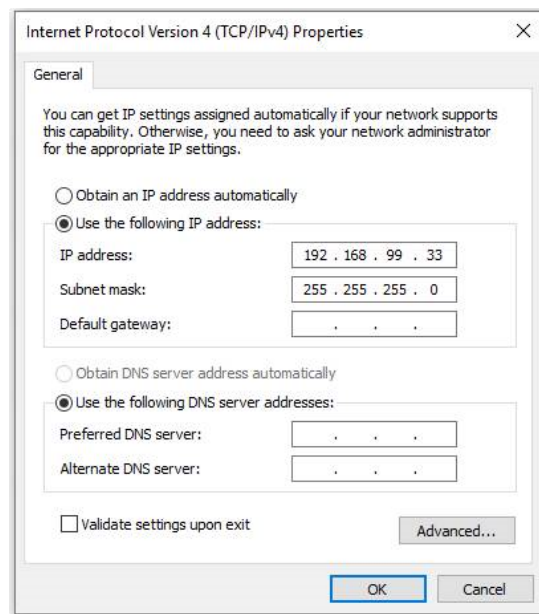 Internet Protocol Version 4 (TCP/IPv4) Properties
General
You can get IP settings assigned automatically if your network supports
this capability. Otherwise, you need to ask your network administrator
for the appropriate IP settings.
Obtain an IP address automatically
Use the following IP address:
IP address: 192 . 168 . 99 . 33
Subnet mask: 255 . 255 . 255 . 0
Default gateway: . . .
Obtain DNS server address automatically
Use the following DNS server addresses:
Preferred DNS server: . . .
Alternate DNS server: . . .
Validate settings upon exit
Advanced...
OK Cancel